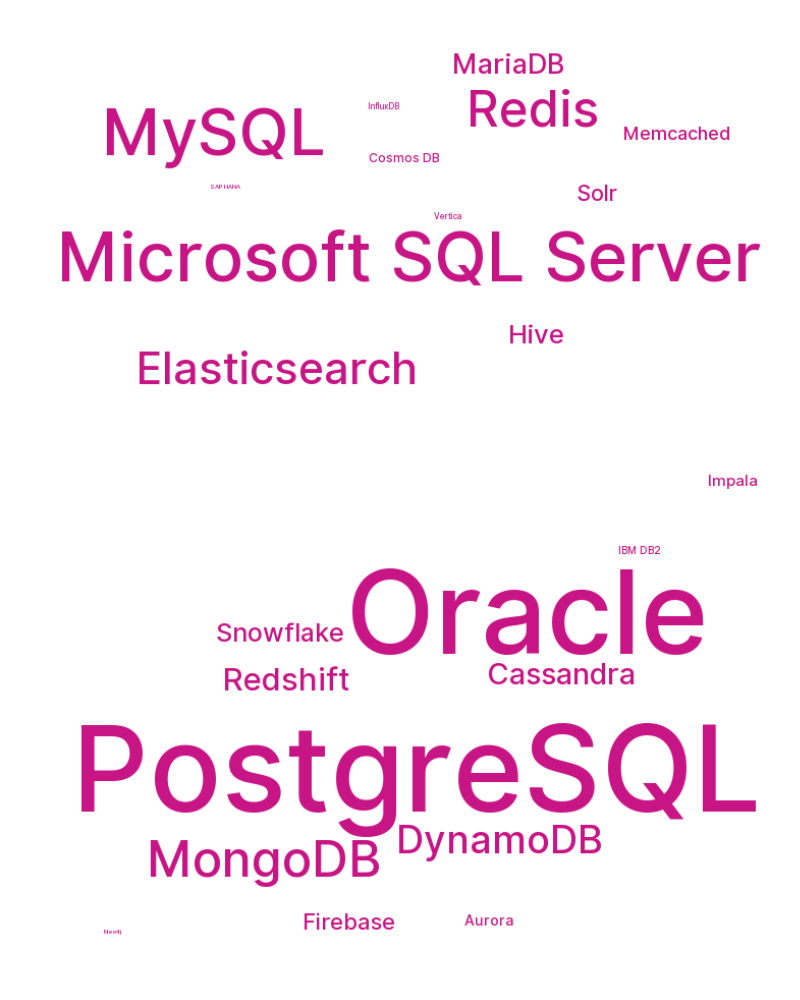 MariaDB
Redis
MySQL
InfluxDB
Memcached
Cosmos DB
SAP HANA
Solr
Vertica
Microsoft SQL Server
Hive
Elasticsearch
Impala
IBM DB2
Oracle
Snowflake
Cassandra
Redshift
PostgreSQL
DynamoDB
MongoDB
Firebase
Aurora
Neo4j